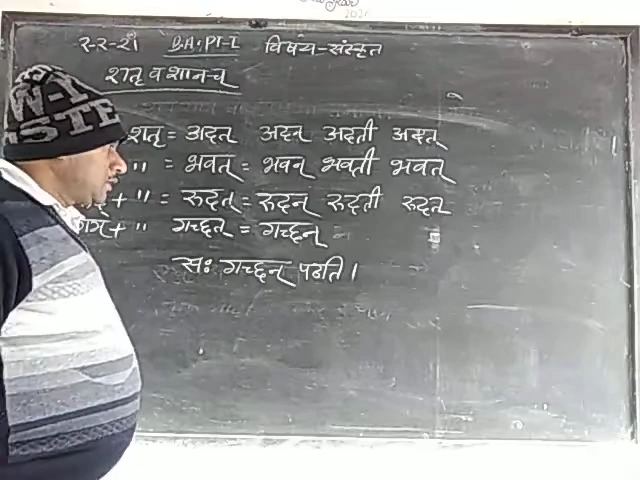 २-२-२१ B.A. PT-I विषय-संस्कृत
शतृ व शानच्
शतृ = अदत् अदन् अदती अदत्
" = भवत् = भवन् भवती भवत्
+ " = रूदत् = रूदन् रूदती रूदत्
गम् + " गच्छत् = गच्छन्
सः गच्छन् पठति।